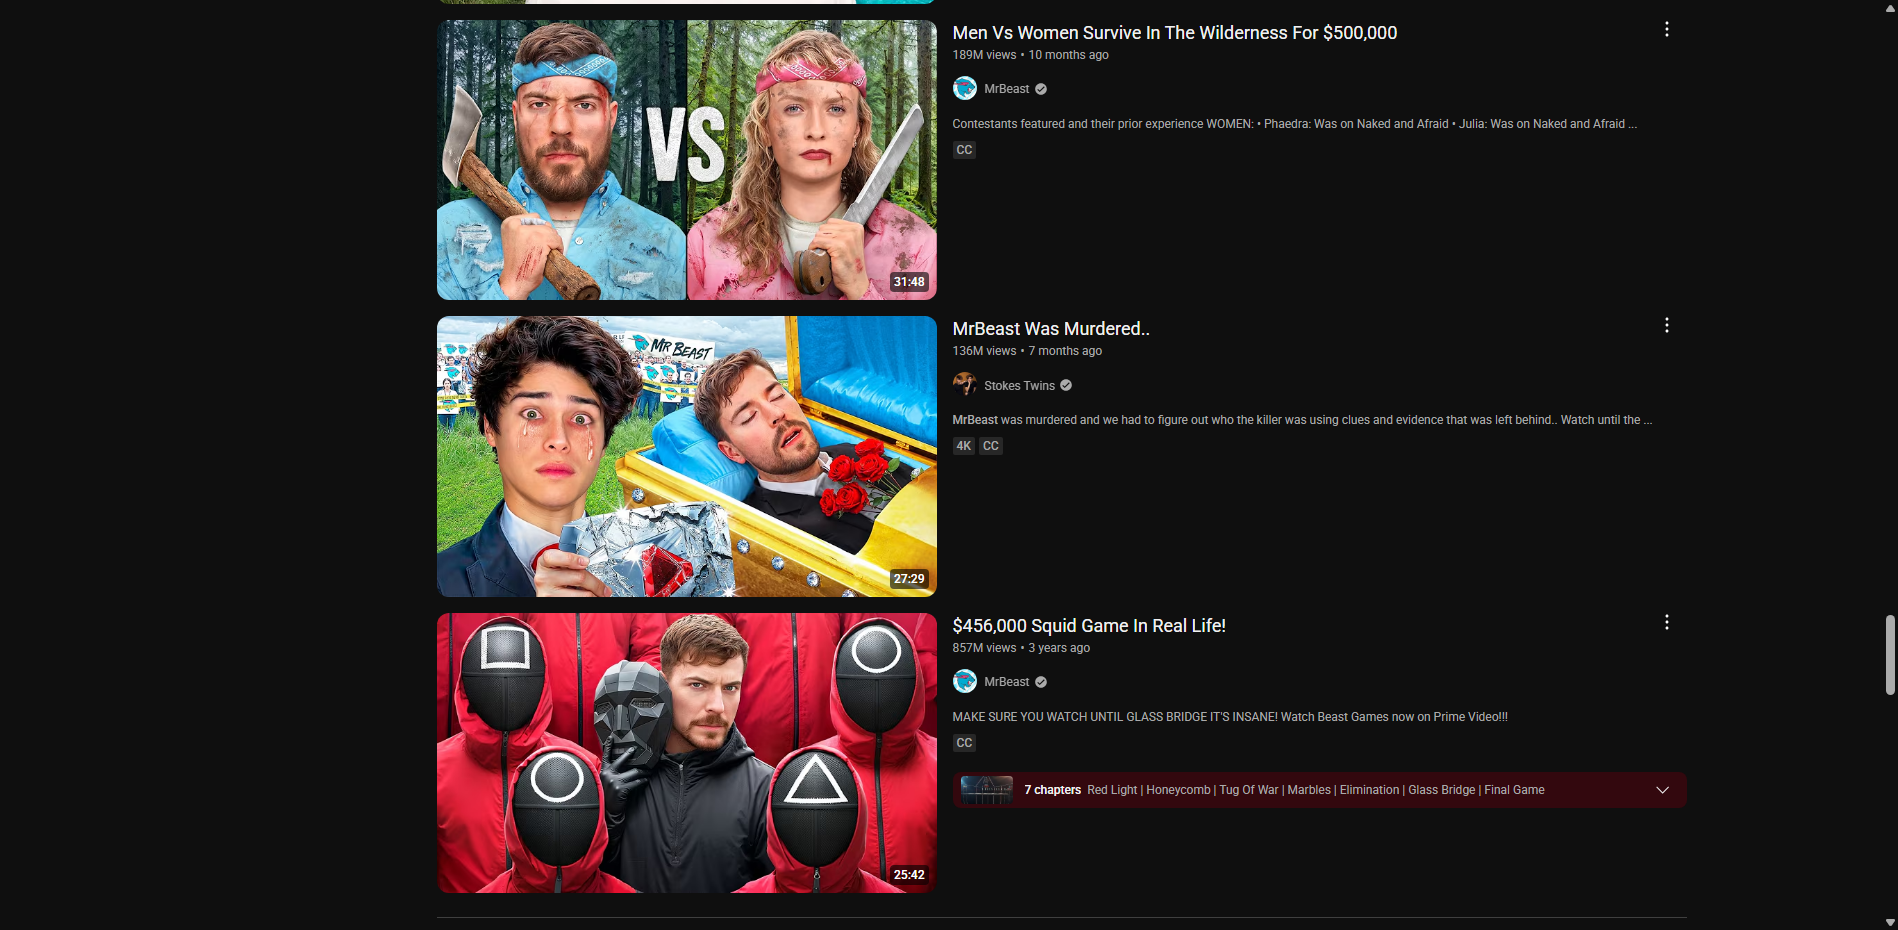 Men Vs Women Survive In The Wilderness For $500,000
189M views • 10 months ago
MrBeast
Contestants featured and their prior experience WOMEN: • Phaedra: Was on Naked and Afraid • Julia: Was on Naked and Afraid ...
CC
VS
31:48
MrBeast Was Murdered..
136M views • 7 months ago
Stokes Twins
MrBeast was murdered and we had to figure out who the killer was using clues and evidence that was left behind.. Watch until the ...
4K CC
MR BEAST
27:29
$456,000 Squid Game In Real Life!
857M views • 3 years ago
MrBeast
MAKE SURE YOU WATCH UNTIL GLASS BRIDGE IT'S INSANE! Watch Beast Games now on Prime Video!!!
CC
7 chapters Red Light | Honeycomb | Tug Of War | Marbles | Elimination | Glass Bridge | Final Game
25:42